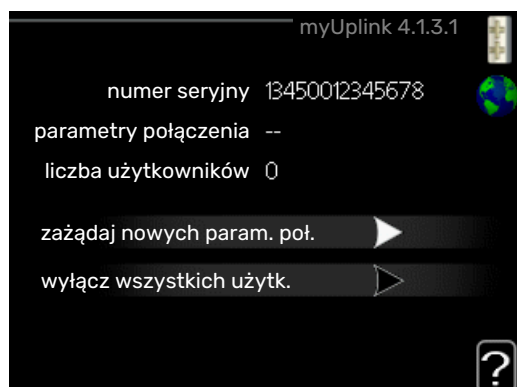 myUplink 4.1.3.1
numer seryjny 13450012345678
parametry połączenia --
liczba użytkowników 0
zażądaj nowych param. poł.
wyłącz wszystkich użytk.
?